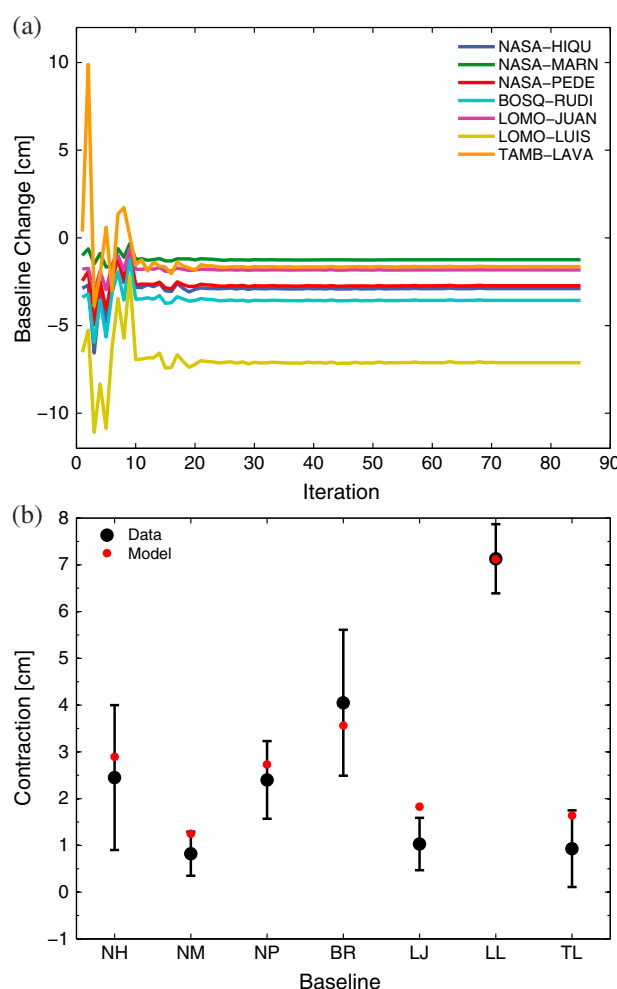 (a)
10
5
0
−5
−10
Baseline Change [cm]
NASA−HIQU
NASA−MARN
NASA−PEDE
BOSQ−RUDI
LOMO−JUAN
LOMO−LUIS
TAMB−LAVA
0 10 20 30 40 50 60 70 80 90
Iteration
(b)
8
7
6
5
4
3
2
1
0
−1
Contraction [cm]
Data
Model
NH NM NP BR LJ LL TL
Baseline